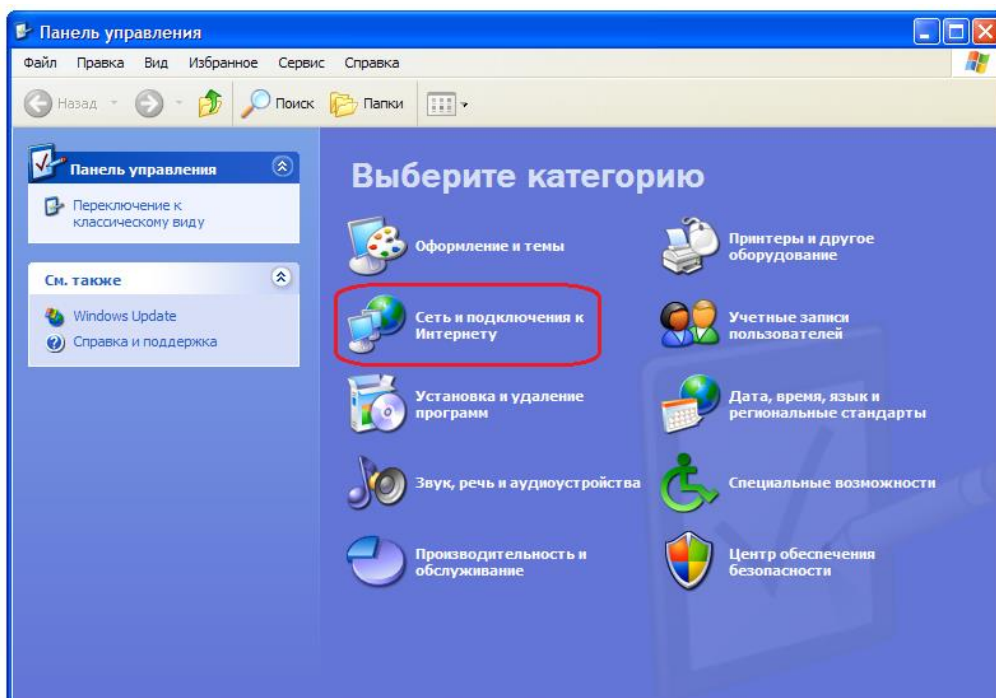 Панель управления
Файл Правка Вид Избранное Сервис Справка
Назад Поиск Папки
Панель управления
Переключение к
классическому виду
См. также
Windows Update
Справка и поддержка
Выберите категорию
Оформление и темы
Принтеры и другое
оборудование
Сеть и подключения к
Интернету
Учетные записи
пользователей
Установка и удаление
программ
Дата, время, язык и
региональные стандарты
Звук, речь и аудиоустройства
Специальные возможности
Производительность и
обслуживание
Центр обеспечения
безопасности